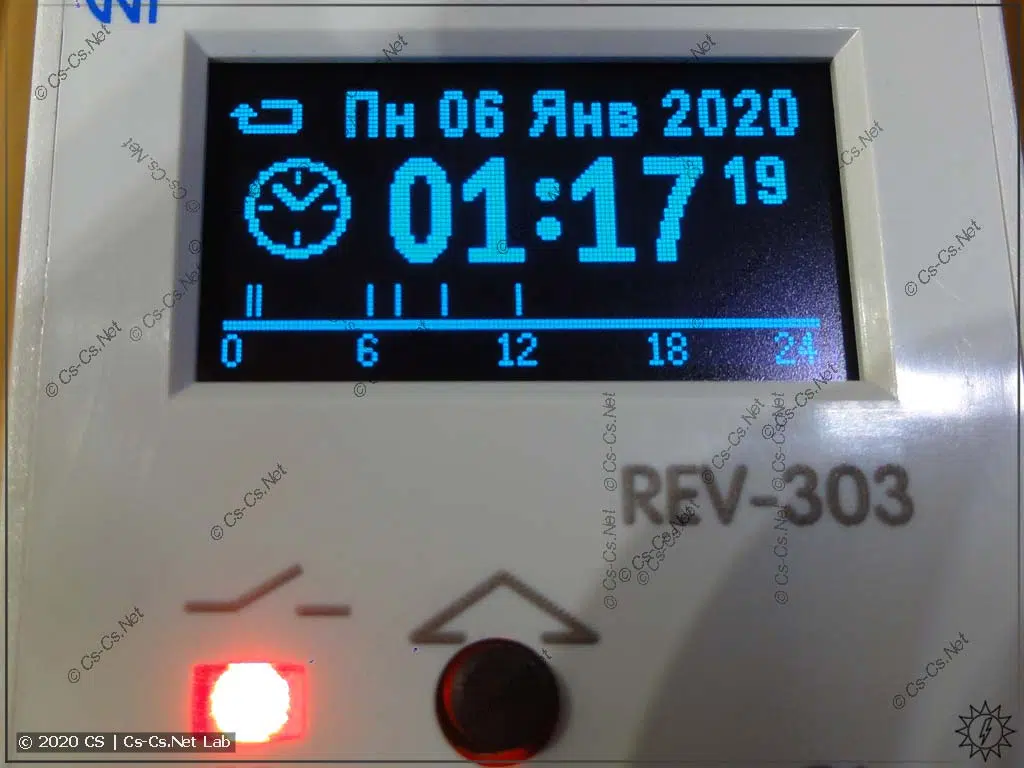 Пн 06 Янв 2020
01:17 19
0 6 12 18 24
REV-303
© Cs-Cs.Net
© 2020 CS | Cs-Cs.Net Lab